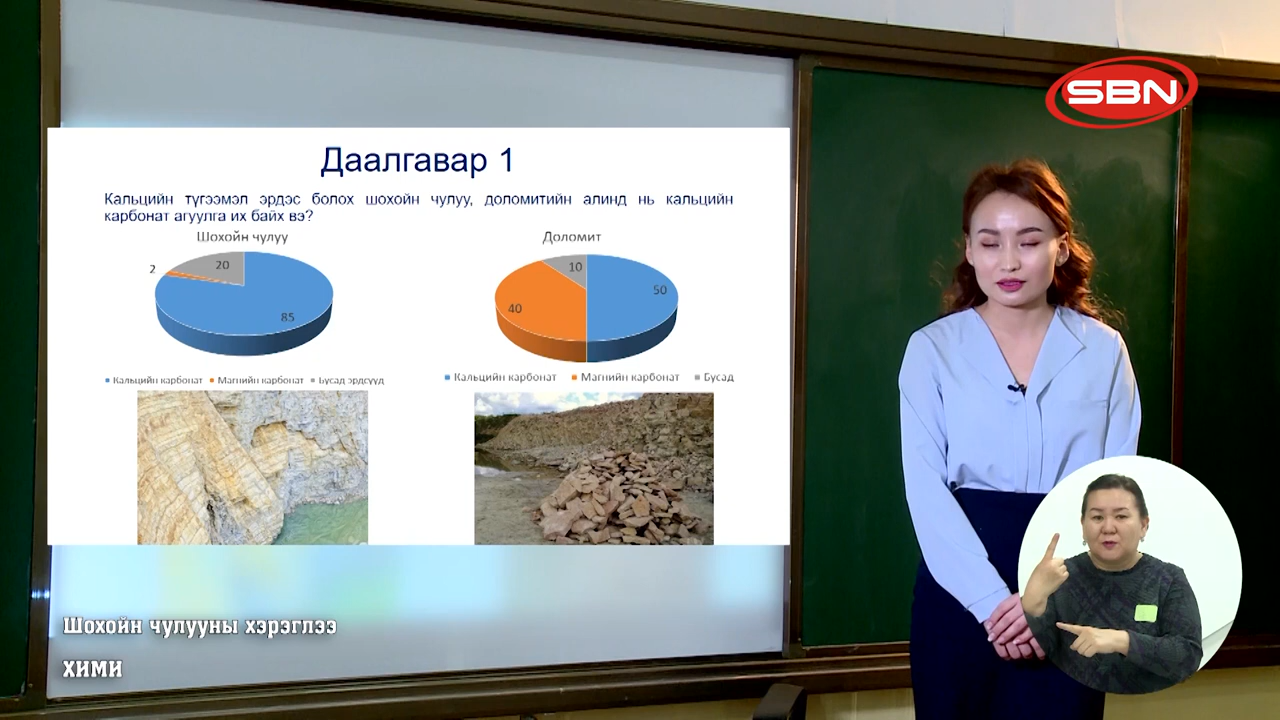 SBN
Даалгавар 1
Кальцийн түгээмэл эрдэс болох шохойн чулуу, доломитийн алинд нь кальцийн
карбонат агуулга их байх вэ?
Шохойн чулуу
20
2
85
Кальцийн карбонат Магнийн карбонат Бусад эрдсүүд
Доломит
10
50
40
Кальцийн карбонат Магнийн карбонат Бусад
Шохойн чулууны хэрэглээ
ХИМИ